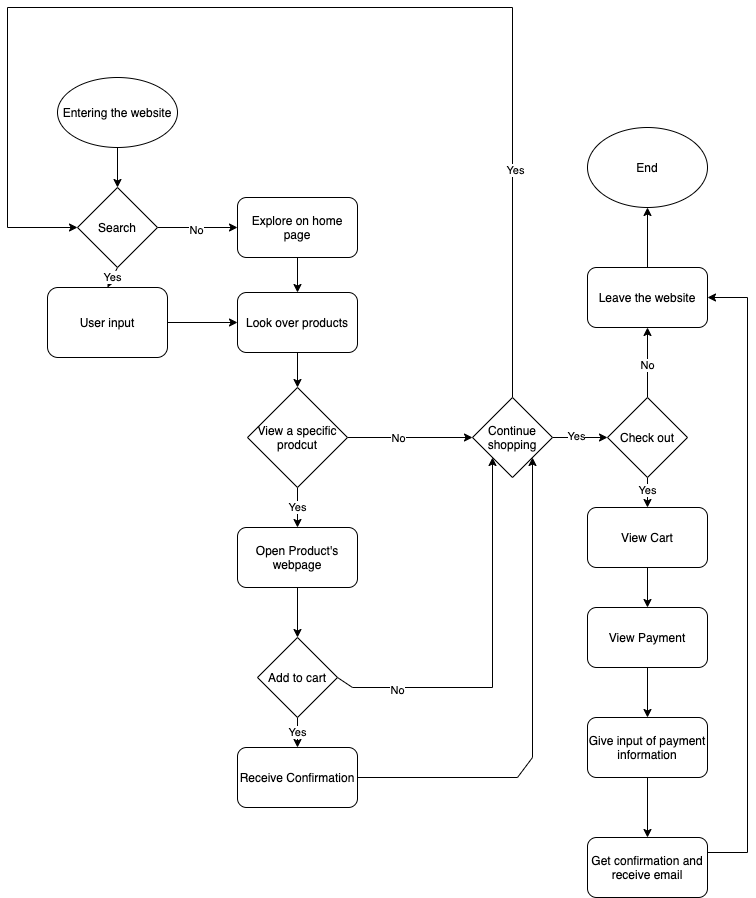 Yes
Entering the website
End
Search
No
Explore on home
page
Yes
User input
Look over products
Leave the website
No
View a specific
prodcut
No
Continue
shopping
Yes
Check out
Yes
Yes
Open Product's
webpage
View Cart
View Payment
Add to cart
No
Yes
Receive Confirmation
Give input of payment
information
Get confirmation and
receive email